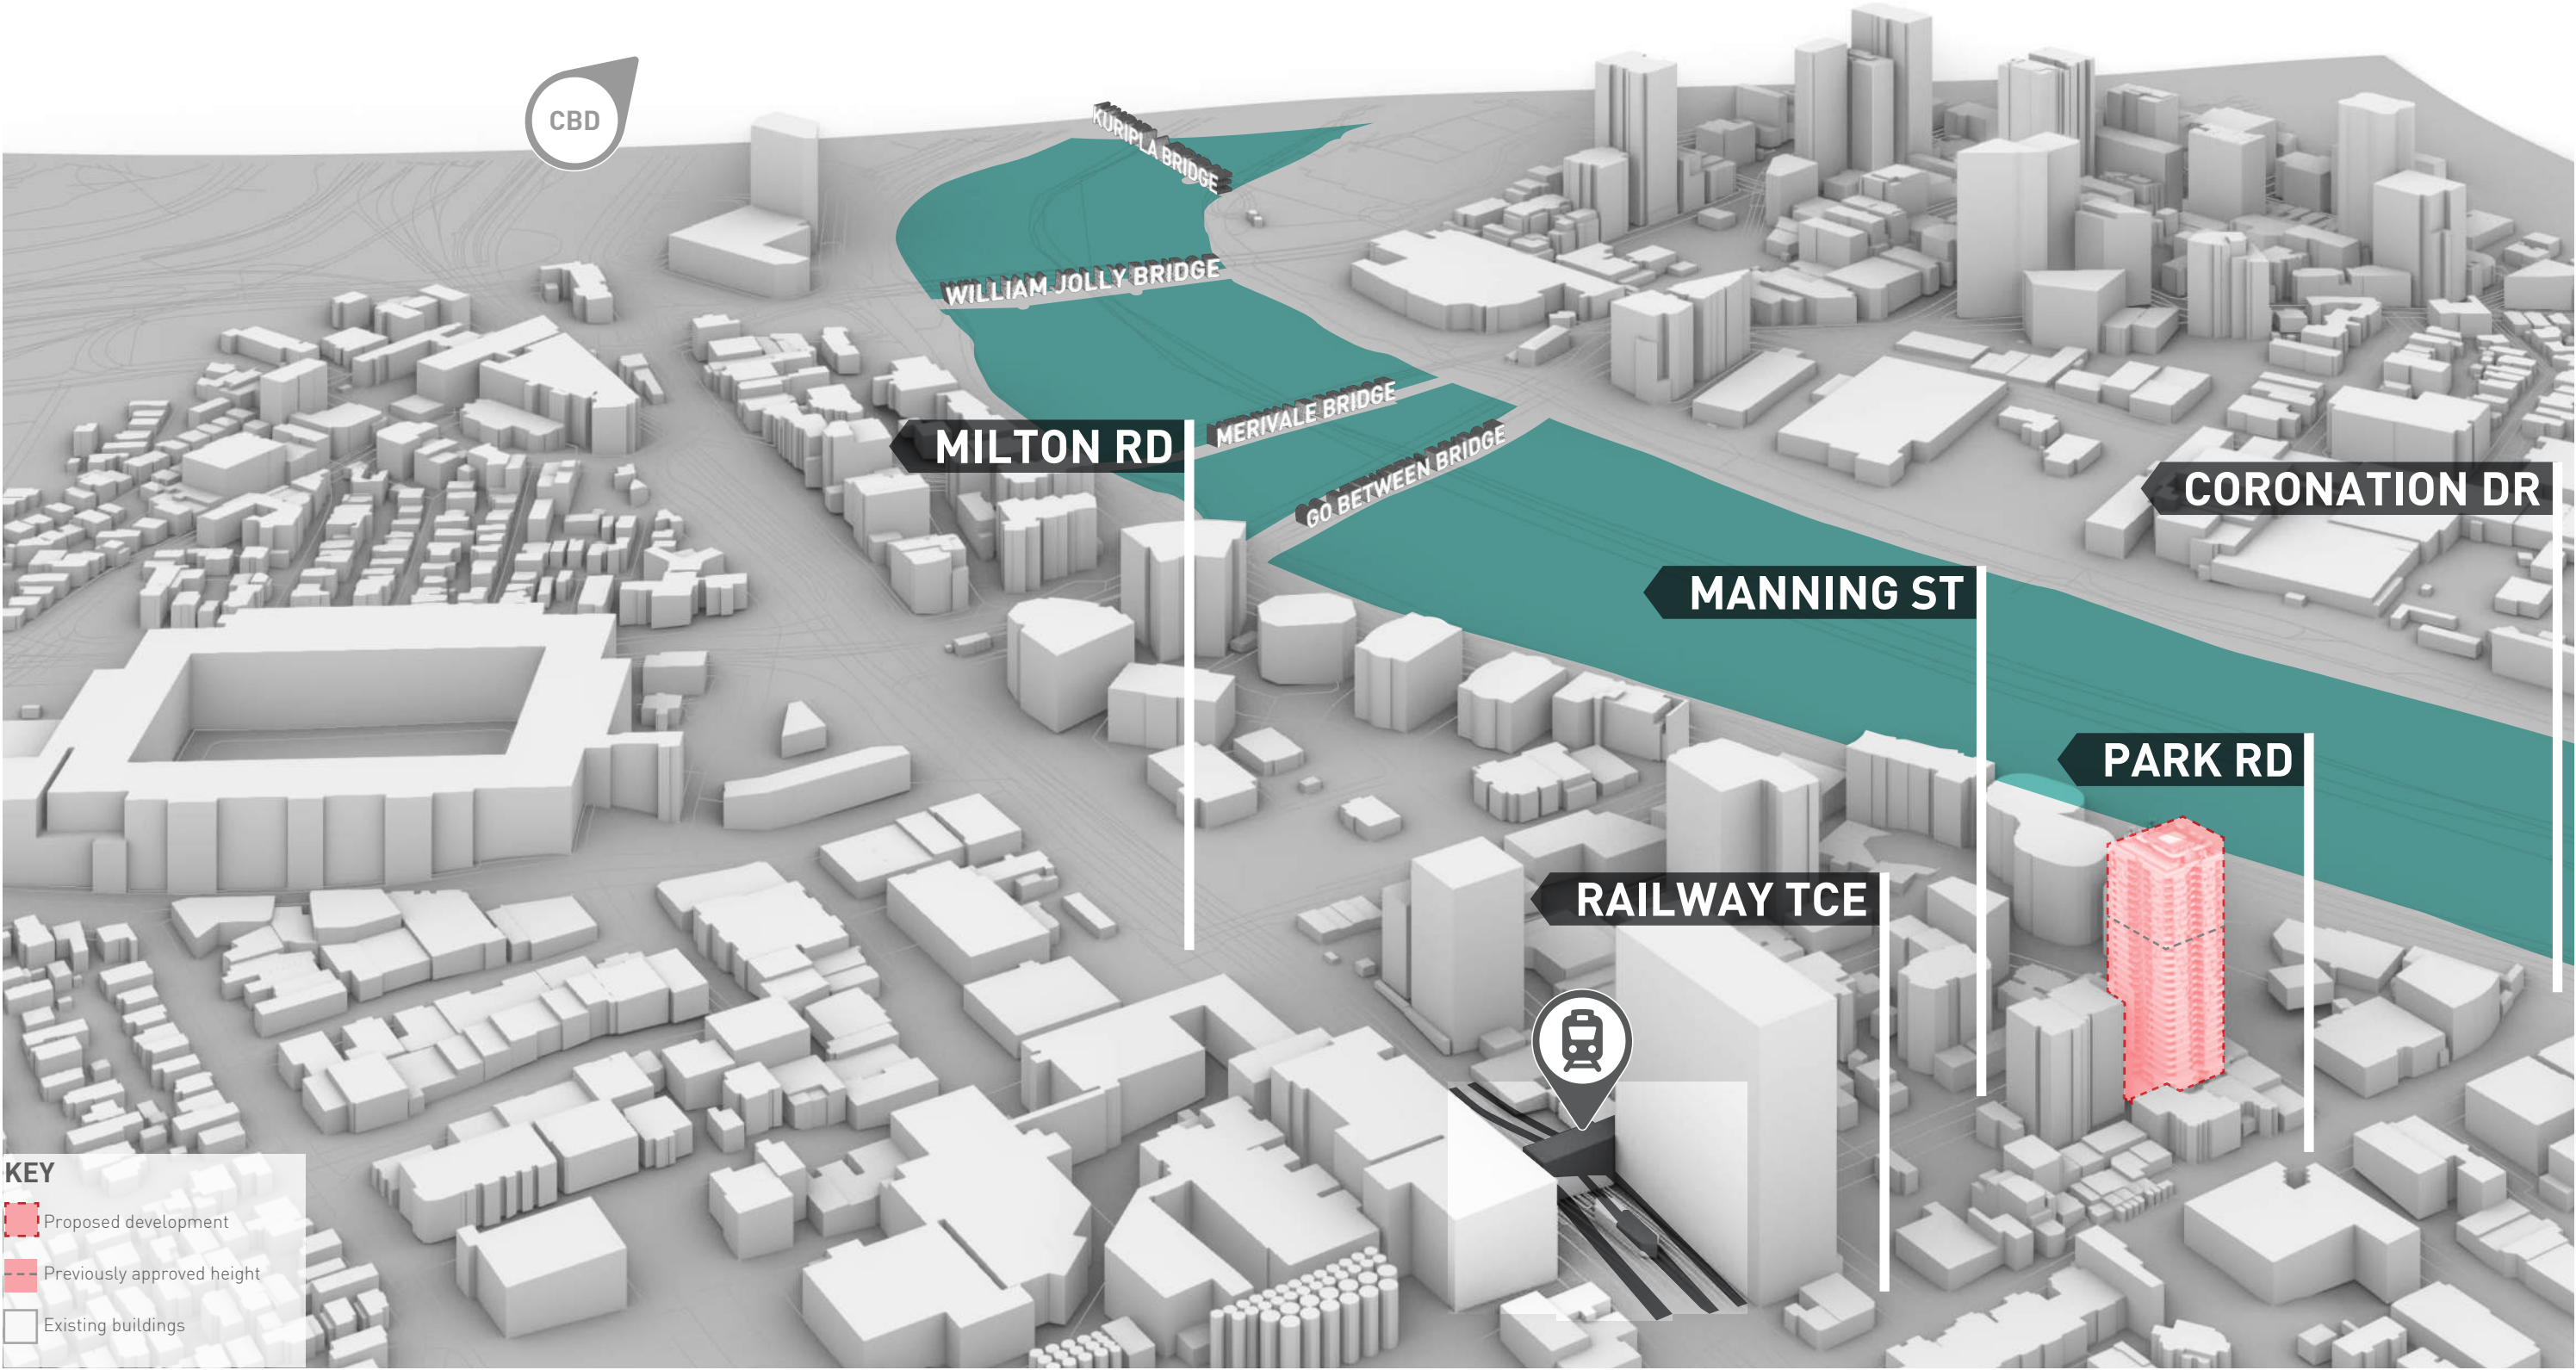 CBD
KURIPLA BRIDGE
WILLIAM JOLLY BRIDGE
MERIVALE BRIDGE
MILTON RD
GO BETWEEN BRIDGE
CORONATION DR
MANNING ST
PARK RD
RAILWAY TCE
KEY
Proposed development
Previously approved height
Existing buildings